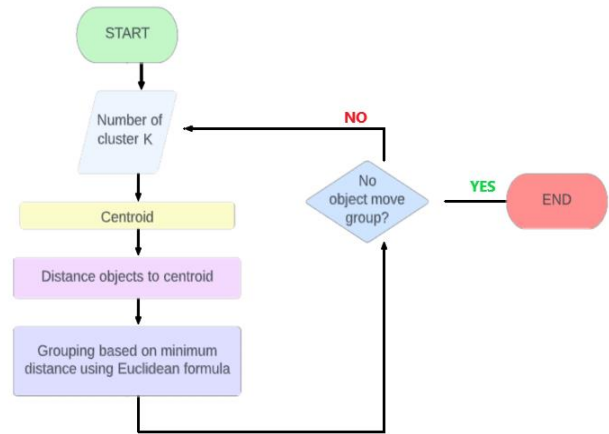 START
Number of
cluster K
Centroid
Distance objects to centroid
Grouping based on minimum
distance using Euclidean formula
NO
No
object move
group?
YES
END